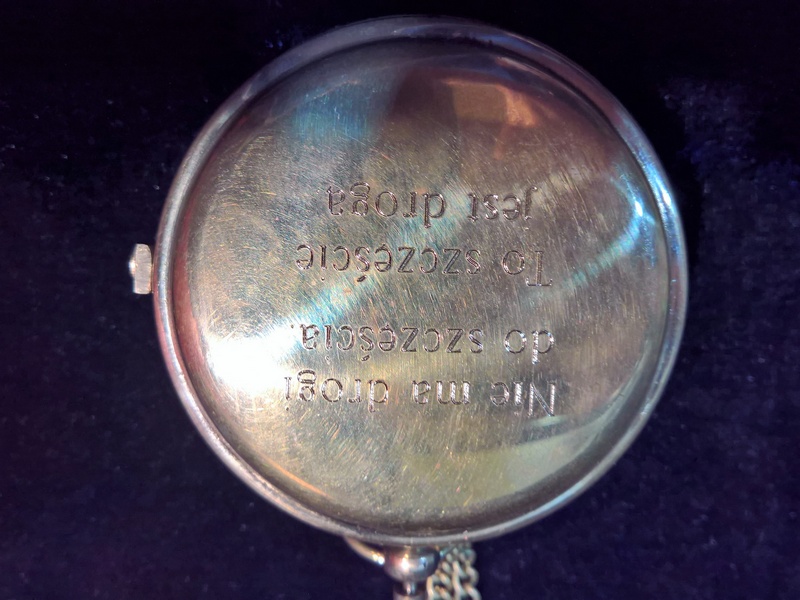 Nie ma drogi
do szczęścia.
To szczęście
jest drogą